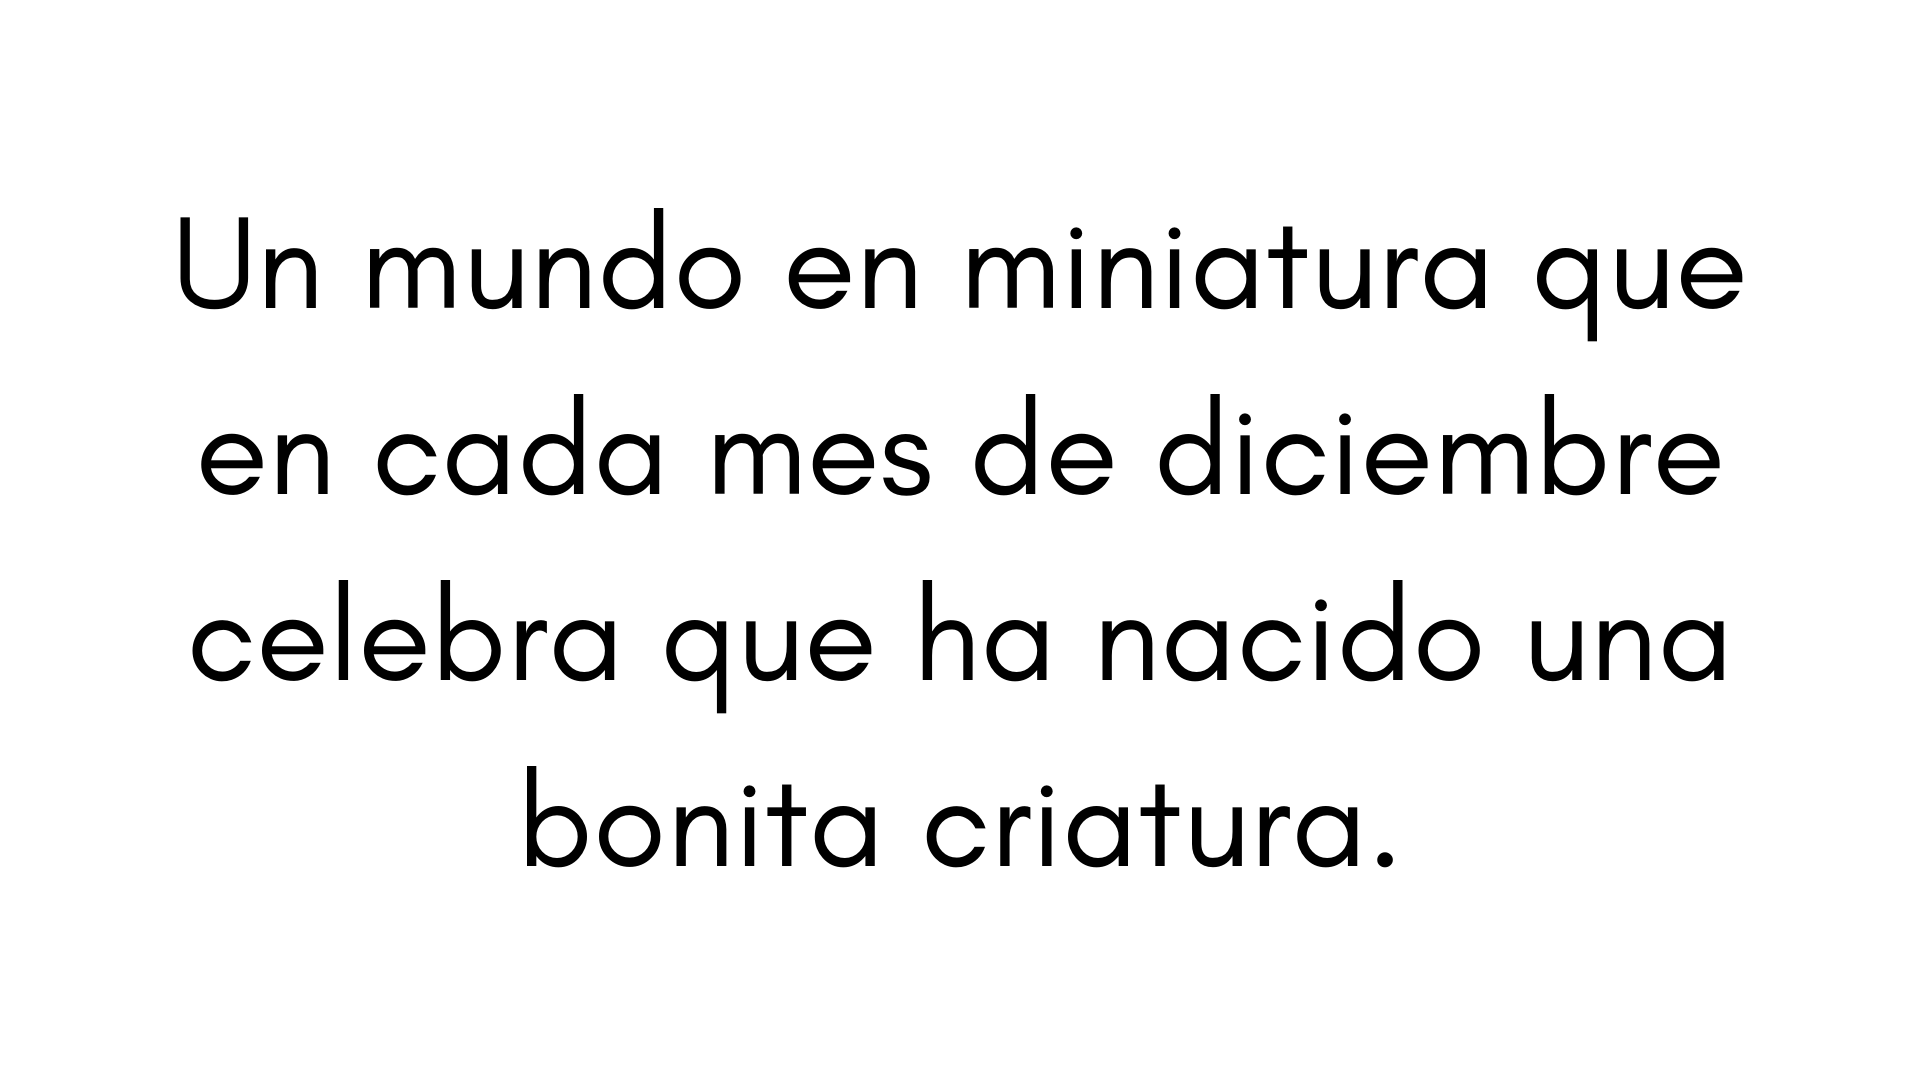 Un mundo en miniatura que
en cada mes de diciembre
celebra que ha nacido una
bonita criatura.